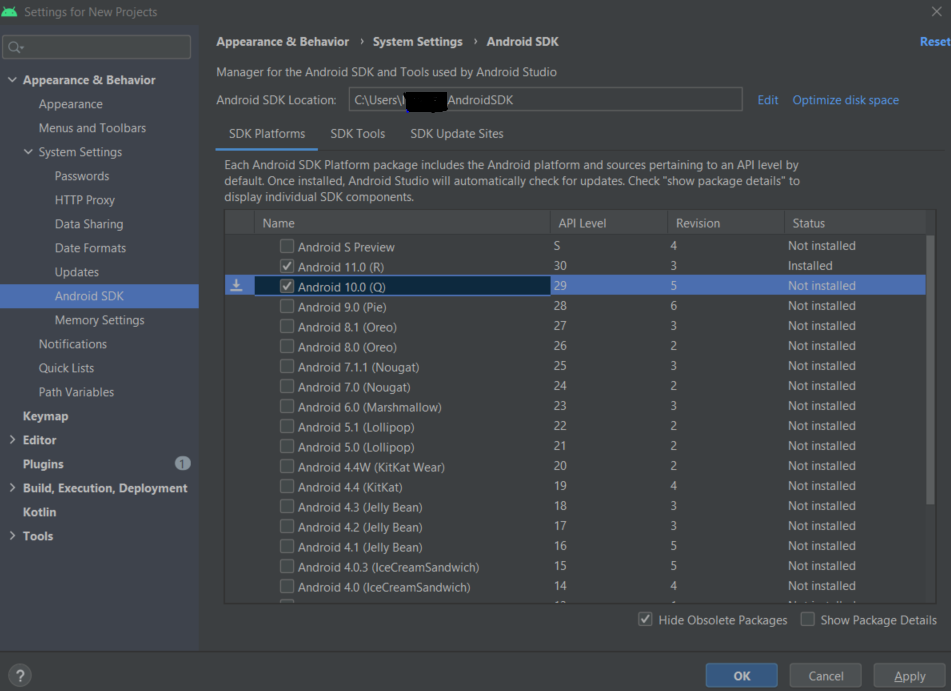 Settings for New Projects
Appearance & Behavior › System Settings › Android SDK
Reset
Manager for the Android SDK and Tools used by Android Studio
Android SDK Location: C:\Users\ AndroidSDK Edit Optimize disk space
Appearance & Behavior
Appearance
Menus and Toolbars
System Settings
Passwords
HTTP Proxy
Data Sharing
Date Formats
Updates
Android SDK
Memory Settings
Notifications
Quick Lists
Path Variables
Keymap
Editor
Plugins 1
Build, Execution, Deployment
Kotlin
Tools
SDK Platforms SDK Tools SDK Update Sites
Each Android SDK Platform package includes the Android platform and sources pertaining to an API level by
default. Once installed, Android Studio will automatically check for updates. Check "show package details" to
display individual SDK components.
Name API Level Revision Status
Android S Preview S 4 Not installed
Android 11.0 (R) 30 3 Installed
Android 10.0 (Q) 29 5 Not installed
Android 9.0 (Pie) 28 6 Not installed
Android 8.1 (Oreo) 27 3 Not installed
Android 8.0 (Oreo) 26 2 Not installed
Android 7.1.1 (Nougat) 25 3 Not installed
Android 7.0 (Nougat) 24 2 Not installed
Android 6.0 (Marshmallow) 23 3 Not installed
Android 5.1 (Lollipop) 22 2 Not installed
Android 5.0 (Lollipop) 21 2 Not installed
Android 4.4W (KitKat Wear) 20 2 Not installed
Android 4.4 (KitKat) 19 4 Not installed
Android 4.3 (Jelly Bean) 18 3 Not installed
Android 4.2 (Jelly Bean) 17 3 Not installed
Android 4.1 (Jelly Bean) 16 5 Not installed
Android 4.0.3 (IceCreamSandwich) 15 5 Not installed
Android 4.0 (IceCreamSandwich) 14 4 Not installed
Hide Obsolete Packages Show Package Details
? OK Cancel Apply